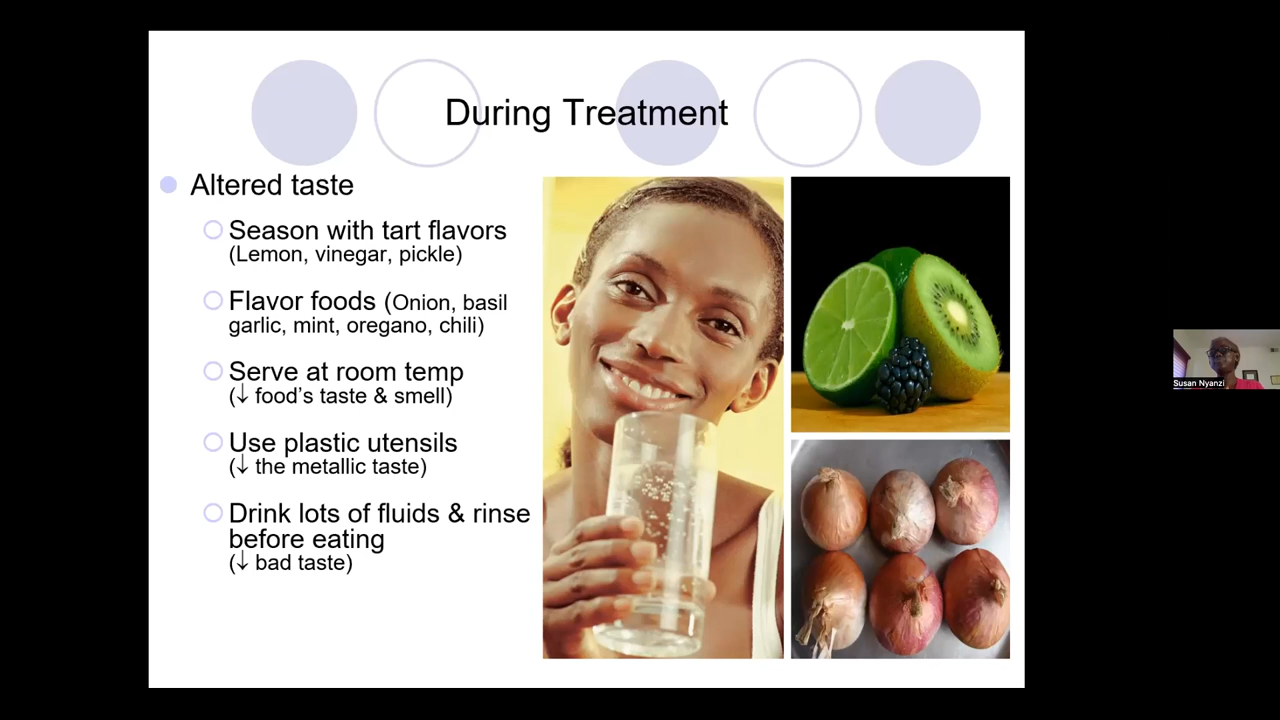 During Treatment
Altered taste
Season with tart flavors
(Lemon, vinegar, pickle)
Flavor foods (Onion, basil
garlic, mint, oregano, chili)
Serve at room temp
(↓ food’s taste & smell)
Use plastic utensils
(↓ the metallic taste)
Drink lots of fluids & rinse
before eating
(↓ bad taste)
Susan Nyanzi